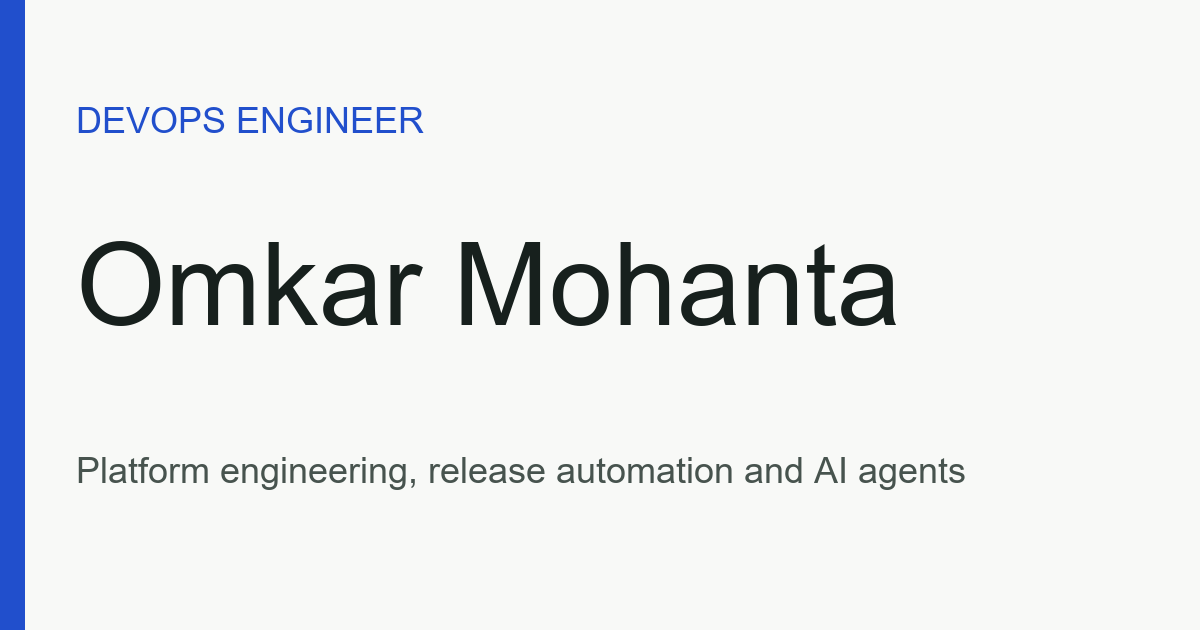 DEVOPS ENGINEER
Omkar Mohanta
Platform engineering, release automation and AI agents